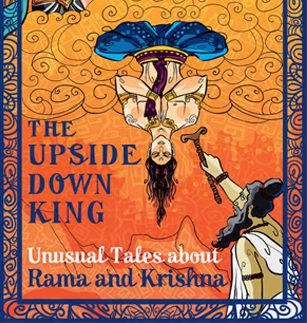 THE
UPSIDE
DOWN
KING
Unusual Tales about
Rama and Krishna